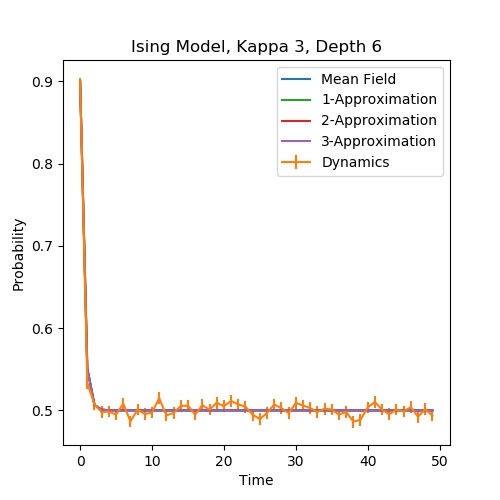 Ising Model, Kappa 3, Depth 6
Mean Field
1-Approximation
2-Approximation
3-Approximation
Dynamics
0.9
0.8
0.7
0.6
0.5
Probability
0 10 20 30 40 50
Time